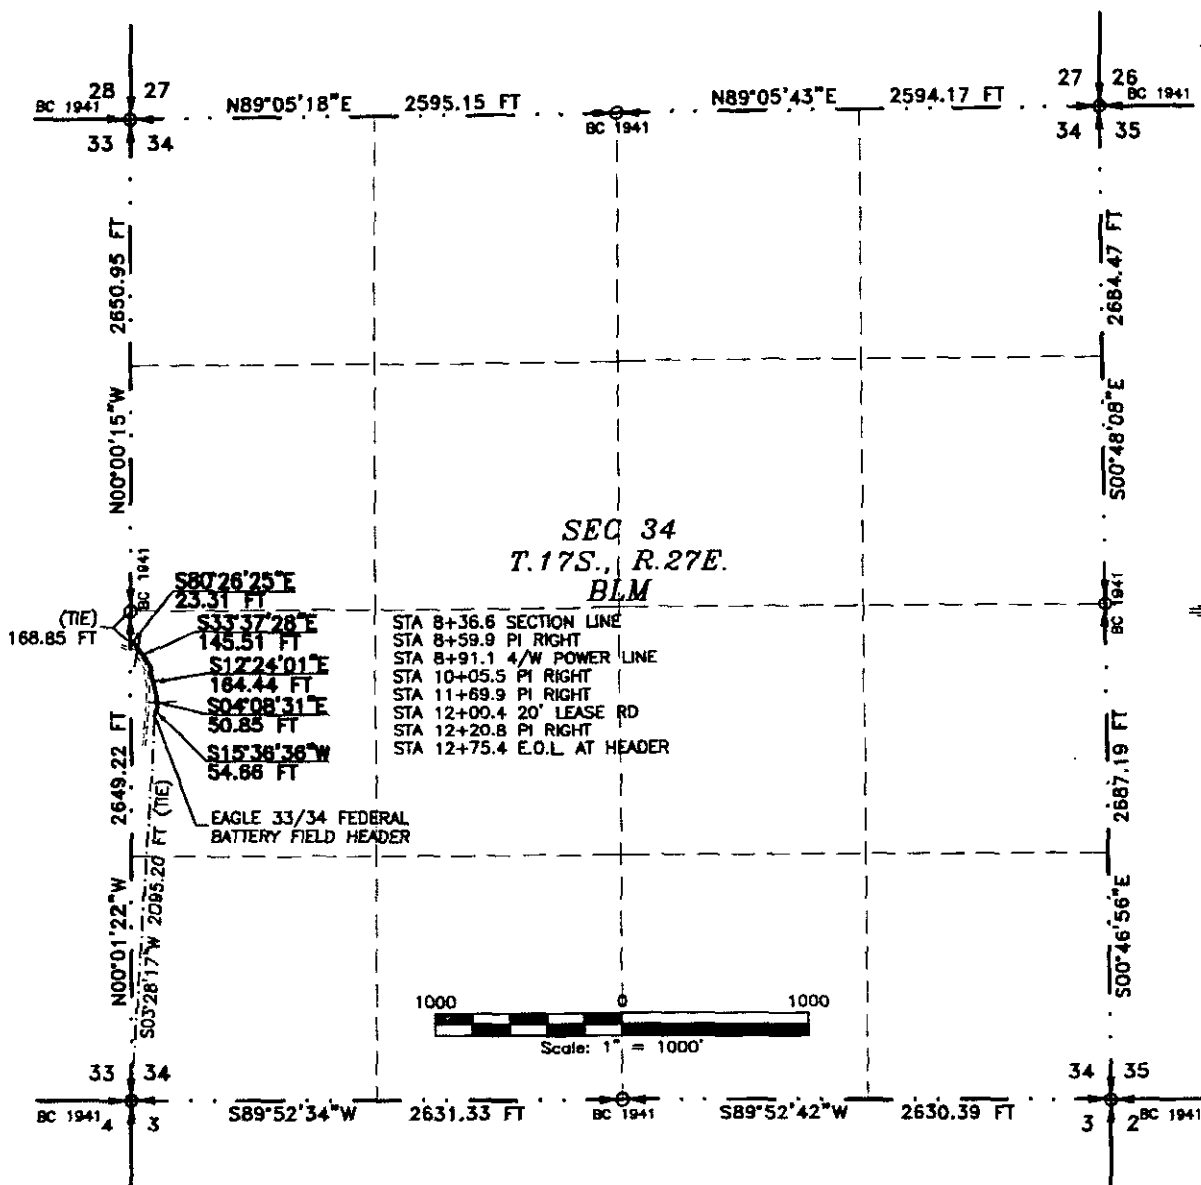 28 27
BC 1941
33 34
N89°05'18"E 2595.15 FT
BC 1941
N89°05'43"E 2594.17 FT
27 26
BC 1941
34 35
2650.95 FT
N00°00'15"W
2684.47 FT
S00°48'08"E
SEC 34
T.17S., R.27E.
BLM
BC 1941
(TIE)
168.85 FT
S80°26'25"E
23.31 FT
S33°37'28"E
145.51 FT
S12°24'01"E
164.44 FT
S04°08'31"E
50.85 FT
S15°36'36"W
54.66 FT
EAGLE 33/34 FEDERAL
BATTERY FIELD HEADER
STA 8+36.6 SECTION LINE
STA 8+59.9 PI RIGHT
STA 8+91.1 4/W POWER LINE
STA 10+05.5 PI RIGHT
STA 11+69.9 PI RIGHT
STA 12+00.4 20' LEASE RD
STA 12+20.8 PI RIGHT
STA 12+75.4 E.O.L. AT HEADER
BC 1941
2649.22 FT
N00°01'22"W
S03°28'17"W 2095.20 FT (TIE)
2687.19 FT
S00°46'56"E
1000 0 1000
Scale: 1" = 1000'
33 34
BC 1941
4 3
S89°52'34"W 2631.33 FT
BC 1941
S89°52'42"W 2630.39 FT
34 35
3 2
BC 1941